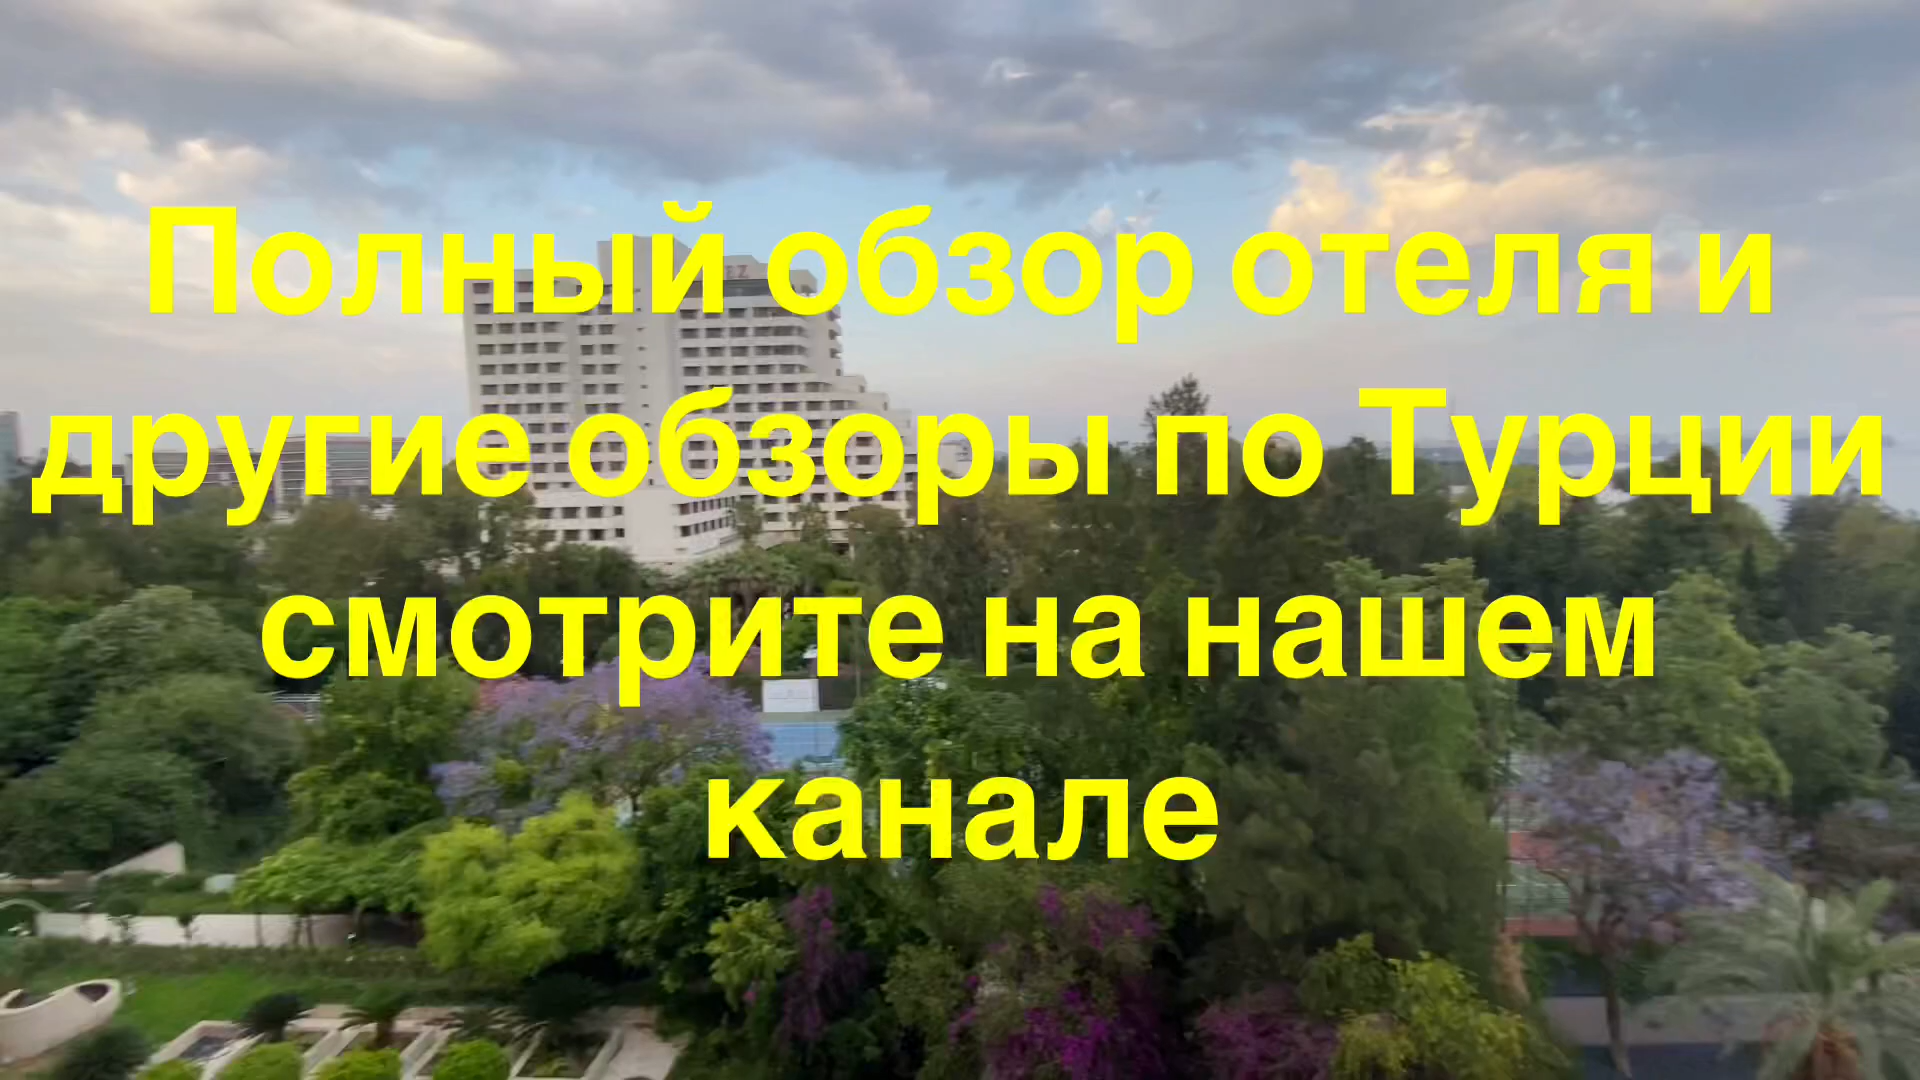 Полный обзор отеля и
другие обзоры по Турции
смотрите на нашем
канале